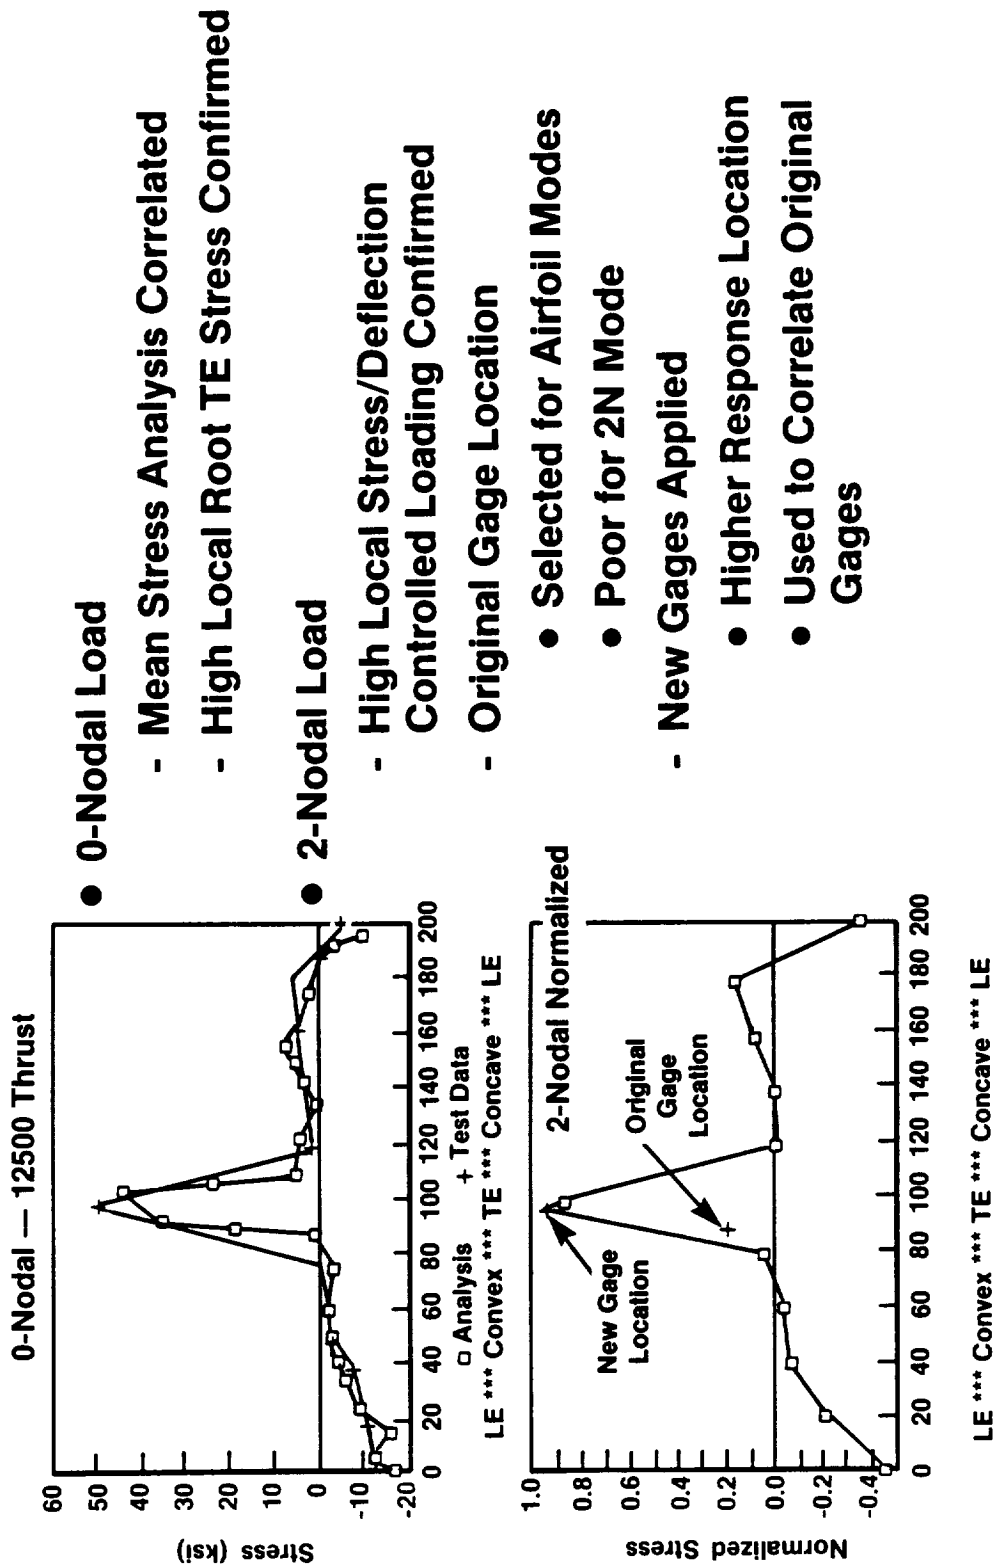 0-Nodal — 12500 Thrust
Stress (ksi)
60
50
40
30
20
10
0
-10
-20
0 20 40 60 80 100 120 140 160 180 200
□ Analysis + Test Data
LE *** Convex *** TE *** Concave *** LE
2-Nodal Normalized
Normalized Stress
1.0
0.8
0.6
0.4
0.2
0.0
-0.2
-0.4
New Gage
Location
Original
Gage
Location
0 20 40 60 80 100 120 140 160 180 200
LE *** Convex *** TE *** Concave *** LE
● 0-Nodal Load
- Mean Stress Analysis Correlated
- High Local Root TE Stress Confirmed
● 2-Nodal Load
- High Local Stress/Deflection
Controlled Loading Confirmed
- Original Gage Location
● Selected for Airfoil Modes
● Poor for 2N Mode
- New Gages Applied
● Higher Response Location
● Used to Correlate Original
Gages